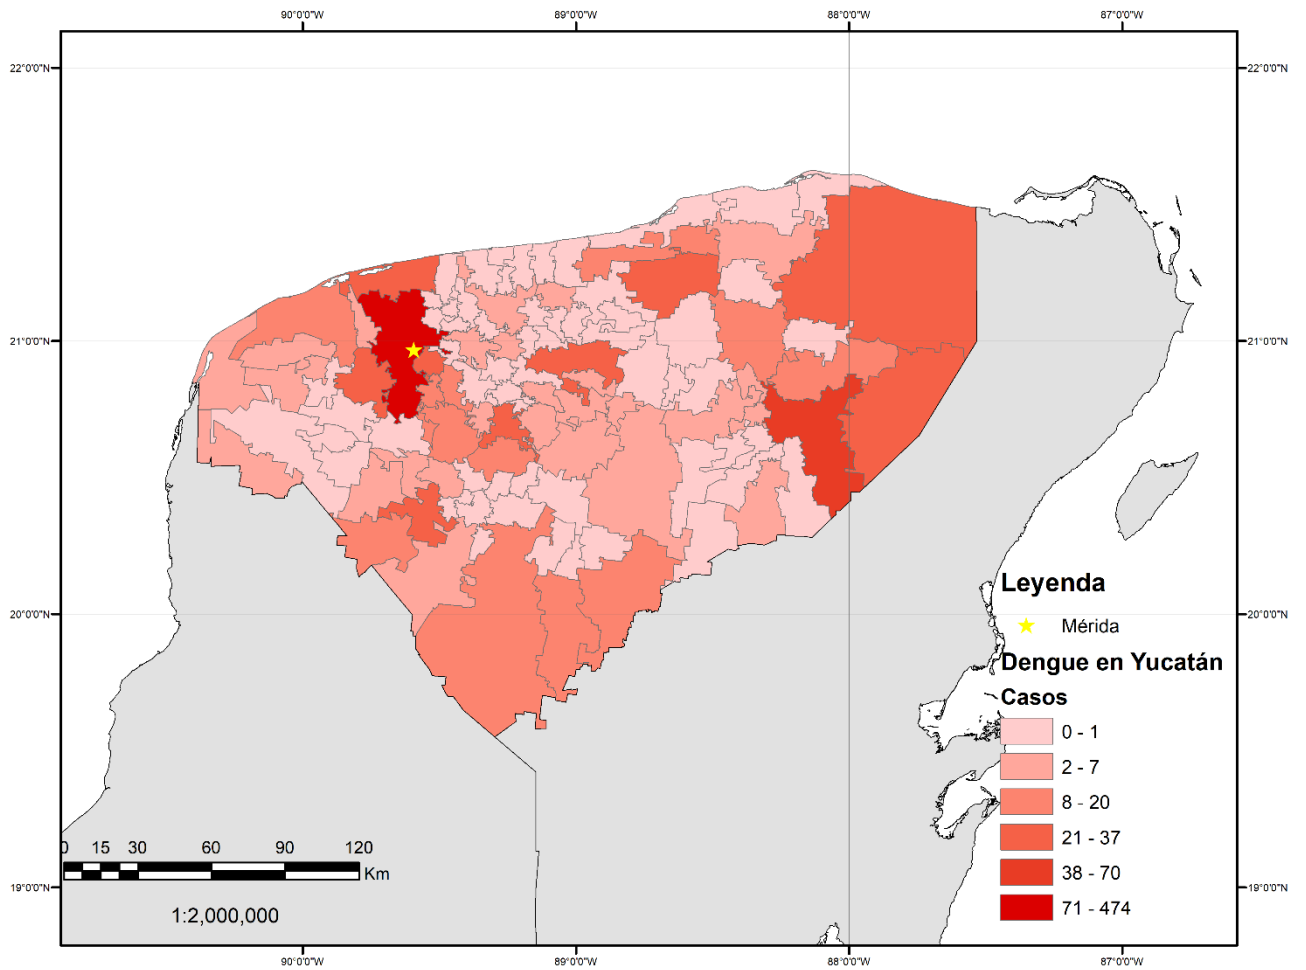 90°0'0"W 89°0'0"W 88°0'0"W 87°0'0"W
22°0'0"N 22°0'0"N
21°0'0"N 21°0'0"N
20°0'0"N 20°0'0"N
19°0'0"N 19°0'0"N
Leyenda
Mérida
Dengue en Yucatán
Casos
0 - 1
2 - 7
8 - 20
21 - 37
38 - 70
71 - 474
0 15 30 60 90 120
Km
1:2,000,000
90°0'0"W 89°0'0"W 88°0'0"W 87°0'0"W